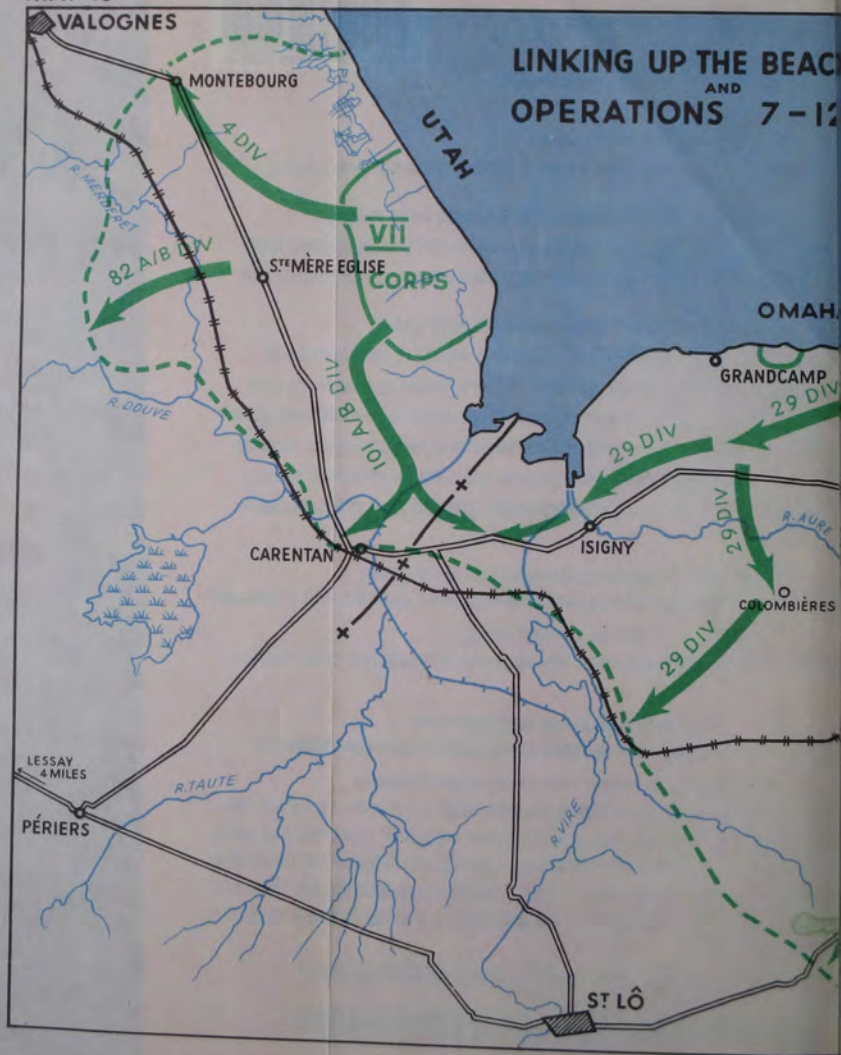 VALOGNES
LINKING UP THE BEAC
AND
OPERATIONS 7-12
MONTEBOURG
UTAH
4 DIV
R. MERDERET
VII
CORPS
82 A/B DIV
STE MÈRE EGLISE
OMAHA
GRANDCAMP
29 DIV
29 DIV
R. DOUVE
101 A/B DIV
29 DIV
R. AURE
ISIGNY
CARENTAN
COLOMBIÈRES
29 DIV
LESSAY
4 MILES
R. TAUTE
R. VIRE
PÉRIERS
ST LÔ